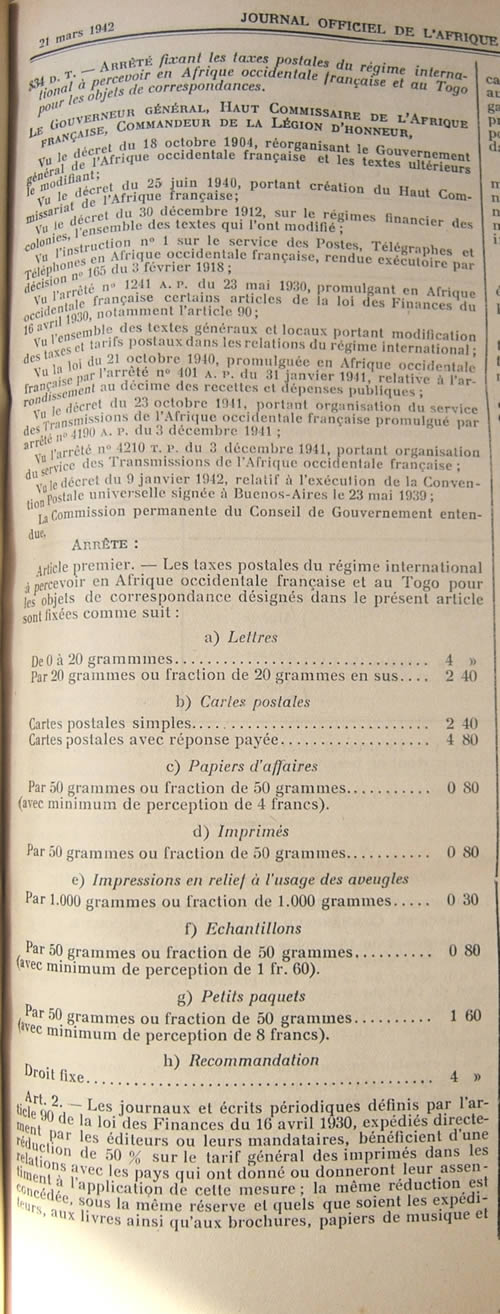 21 mars 1942
JOURNAL OFFICIEL DE L'AFRIQUE
834 D. T. — ARRÊTÉ fixant les taxes postales du régime interna-
tional à percevoir en Afrique occidentale française et au Togo
pour les objets de correspondances.
LE GOUVERNEUR GÉNÉRAL, HAUT COMMISSAIRE DE L'AFRIQUE
FRANÇAISE, COMMANDEUR DE LA LÉGION D'HONNEUR,
Vu le décret du 18 octobre 1904, réorganisant le Gouvernement
général de l'Afrique occidentale française et les textes ultérieurs
le modifiant;
Vu le décret du 25 juin 1940, portant création du Haut Com-
missariat de l'Afrique française;
Vu le décret du 30 décembre 1912, sur le régimes financier des
colonies, l'ensemble des textes qui l'ont modifié;
Vu l'instruction nº 1 sur le service des Postes, Télégraphes et
Téléphones en Afrique occidentale française, rendue exécutoire par
décision nº 165 du 3 février 1918;
Vu l'arrêté nº 1241 A. P. du 23 mai 1930, promulgant en Afrique
occidentale française certains articles de la loi des Finances du
16 avril 1930, notamment l'article 90;
Vu l'ensemble des textes généraux et locaux portant modification
des taxes et tarifs postaux dans les relations du régime international;
Vu la loi du 21 octobre 1940, promulguée en Afrique occidentale
française par l'arrêté nº 401 A. P. du 31 janvier 1941, relative à l'ar-
rondissement au décime des recettes et dépenses publiques;
Vu le décret du 23 octobre 1941, portant organisation du service
des Transmissions de l'Afrique occidentale française promulgué par
arrêté nº 4190 A. P. du 3 décembre 1941;
Vu l'arrêté nº 4210 T. P. du 3 décembre 1941, portant organisation
du service des Transmissions de l'Afrique occidentale française;
Vu le décret du 9 janvier 1942, relatif à l'exécution de la Conven-
tion Postale universelle signée à Buenos-Aires le 23 mai 1939;
La Commission permanente du Conseil de Gouvernement enten-
due,
ARRÊTE :
Article premier. — Les taxes postales du régime international
à percevoir en Afrique occidentale française et au Togo pour
les objets de correspondance désignés dans le présent article
sont fixées comme suit :
a) Lettres
De 0 à 20 grammmes........................................ 4 »
Par 20 grammes ou fraction de 20 grammes en sus.... 2 40
b) Cartes postales
Cartes postales simples.................................... 2 40
Cartes postales avec réponse payée..................... 4 80
c) Papiers d'affaires
Par 50 grammes ou fraction de 50 grammes........... 0 80
(avec minimum de perception de 4 francs).
d) Imprimés
Par 50 grammes ou fraction de 50 grammes........... 0 80
e) Impressions en relief à l'usage des aveugles
Par 1.000 grammes ou fraction de 1.000 grammes..... 0 30
f) Echantillons
Par 50 grammes ou fraction de 50 grammes.......... 0 80
(avec minimum de perception de 1 fr. 60).
g) Petits paquets
Par 50 grammes ou fraction de 50 grammes.......... 1 60
(avec minimum de perception de 8 francs).
h) Recommandation
Droit fixe.................................................. 4 »
Art. 2. — Les journaux et écrits périodiques définis par l'ar-
ticle 90 de la loi des Finances du 16 avril 1930, expédiés directe-
ment par les éditeurs ou leurs mandataires, bénéficient d'une
réduction de 50 % sur le tarif général des imprimés dans les
relations avec les pays qui ont donné ou donneront leur assen-
timent à l'application de cette mesure; la même réduction est
concédée, sous la même réserve et quels que soient les expédi-
teurs, aux livres ainsi qu'aux brochures, papiers de musique et